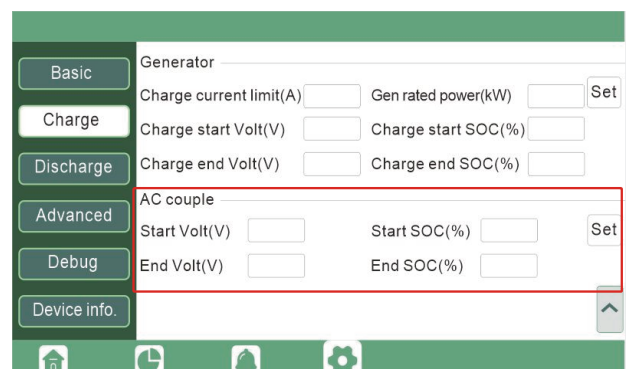 Basic
Charge
Discharge
Advanced
Debug
Device info.
Generator
Charge current limit(A) Gen rated power(kW) Set
Charge start Volt(V) Charge start SOC(%)
Charge end Volt(V) Charge end SOC(%)
AC couple
Start Volt(V) Start SOC(%) Set
End Volt(V) End SOC(%)